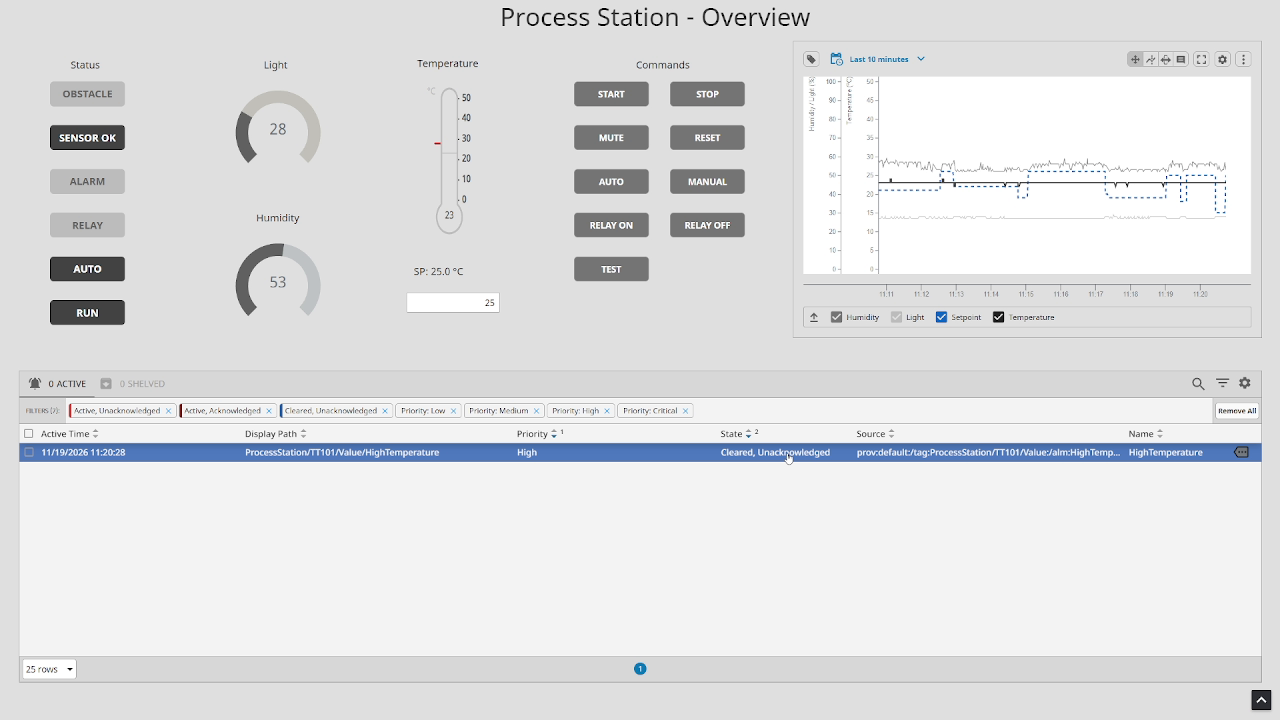 Process Station - Overview
Status
OBSTACLE
SENSOR OK
ALARM
RELAY
AUTO
RUN
Light
28
Humidity
53
Temperature
°C
50
40
30
20
10
0
23
SP: 25.0 °C
25
Commands
START STOP
MUTE RESET
AUTO MANUAL
RELAY ON RELAY OFF
TEST
Last 10 minutes
Humidity / Light (%)
100
90
80
70
60
50
40
30
20
10
0
Temperature (°C)
50
45
40
35
30
25
20
15
10
5
0
11:11 11:12 11:13 11:14 11:15 11:16 11:17 11:18 11:19 11:20
Humidity Light Setpoint Temperature
0 ACTIVE 0 SHELVED
FILTERS (7): Active, Unacknowledged Active, Acknowledged Cleared, Unacknowledged Priority: Low Priority: Medium Priority: High Priority: Critical Remove All
Active Time Display Path Priority 1 State 2 Source Name
11/19/2026 11:20:28 ProcessStation/TT101/Value/HighTemperature High Cleared, Unacknowledged prov:default:/tag:ProcessStation/TT101/Value:/alm:HighTemp... HighTemperature
25 rows 1